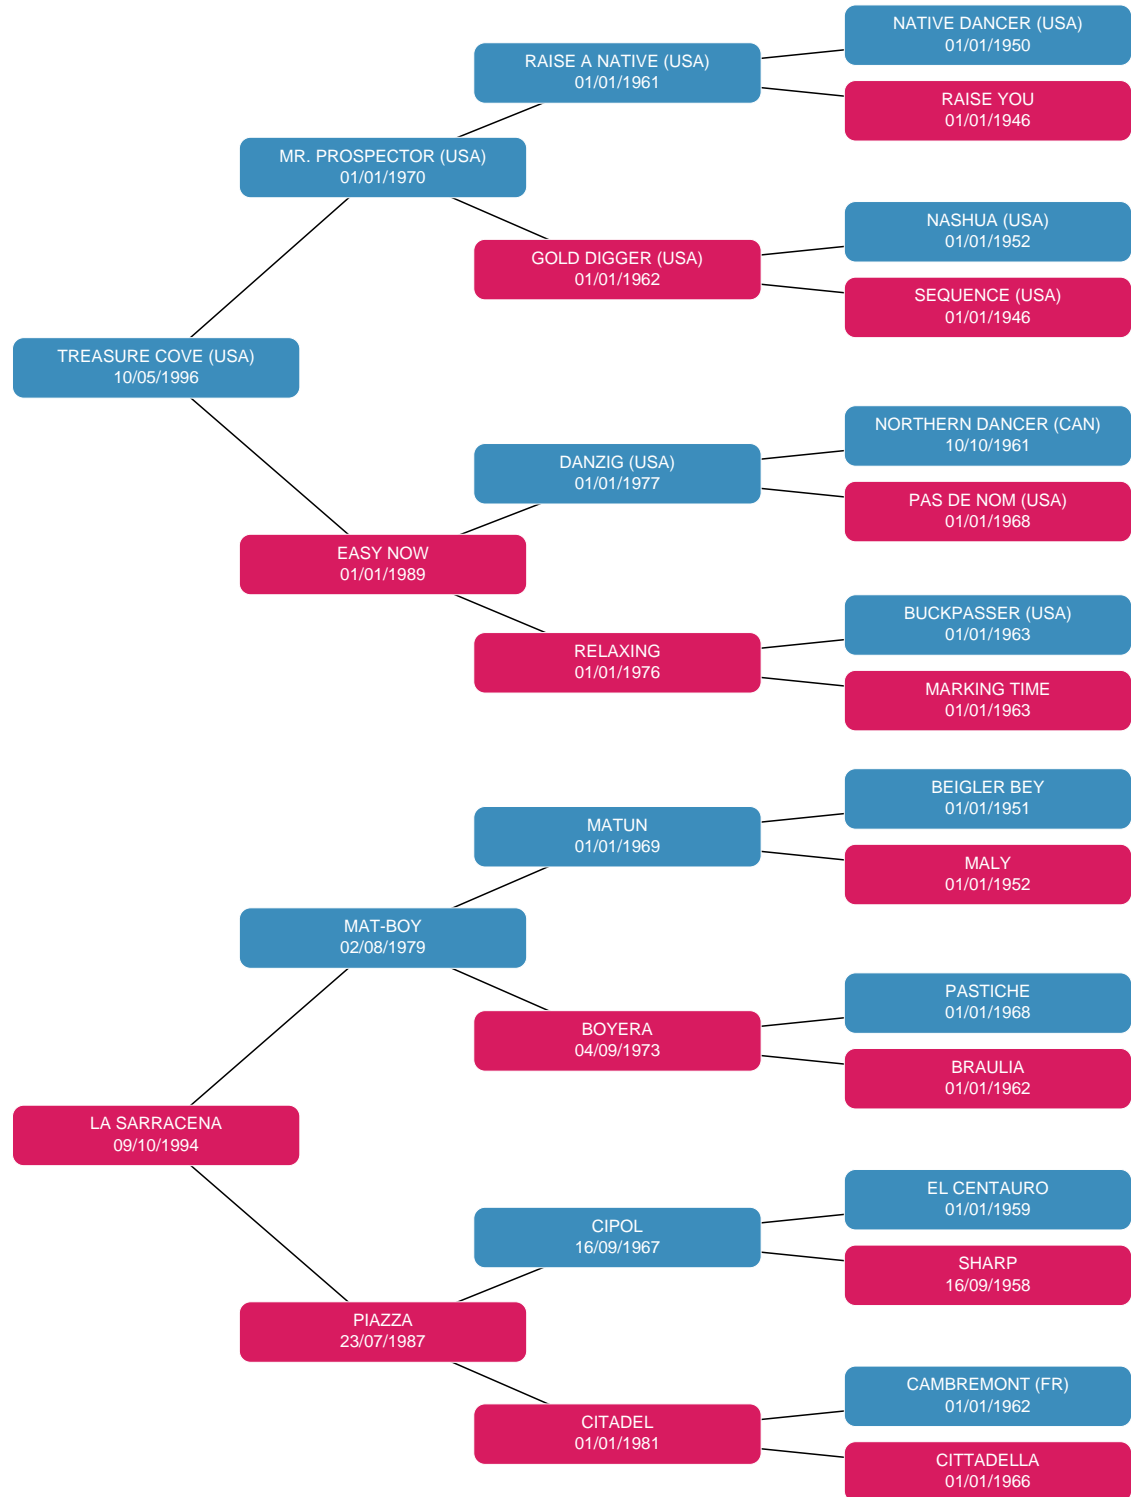 NATIVE DANCER (USA)
01/01/1950
RAISE A NATIVE (USA)
01/01/1961
RAISE YOU
01/01/1946
MR. PROSPECTOR (USA)
01/01/1970
NASHUA (USA)
01/01/1952
GOLD DIGGER (USA)
01/01/1962
SEQUENCE (USA)
01/01/1946
TREASURE COVE (USA)
10/05/1996
NORTHERN DANCER (CAN)
10/10/1961
DANZIG (USA)
01/01/1977
PAS DE NOM (USA)
01/01/1968
EASY NOW
01/01/1989
BUCKPASSER (USA)
01/01/1963
RELAXING
01/01/1976
MARKING TIME
01/01/1963
BEIGLER BEY
01/01/1951
MATUN
01/01/1969
MALY
01/01/1952
MAT-BOY
02/08/1979
PASTICHE
01/01/1968
BOYERA
04/09/1973
BRAULIA
01/01/1962
LA SARRACENA
09/10/1994
EL CENTAURO
01/01/1959
CIPOL
16/09/1967
SHARP
16/09/1958
PIAZZA
23/07/1987
CAMBREMONT (FR)
01/01/1962
CITADEL
01/01/1981
CITTADELLA
01/01/1966